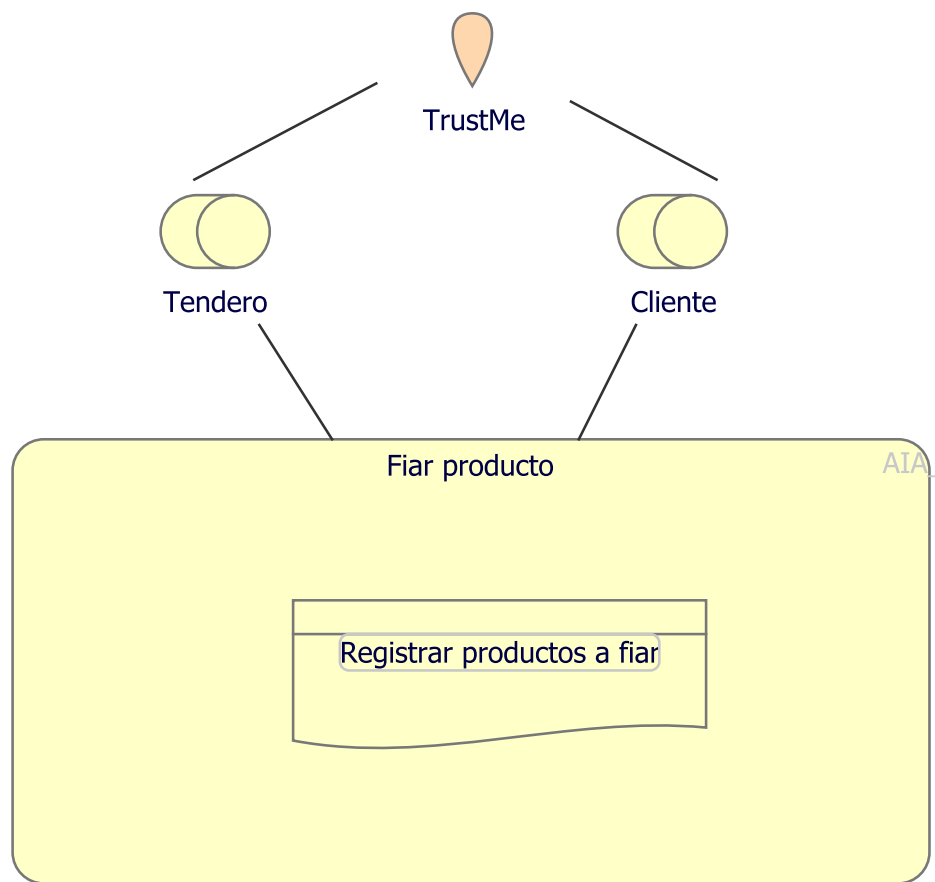 TrustMe
Tendero
Cliente
Fiar producto
AIA_
Registrar productos a fiar